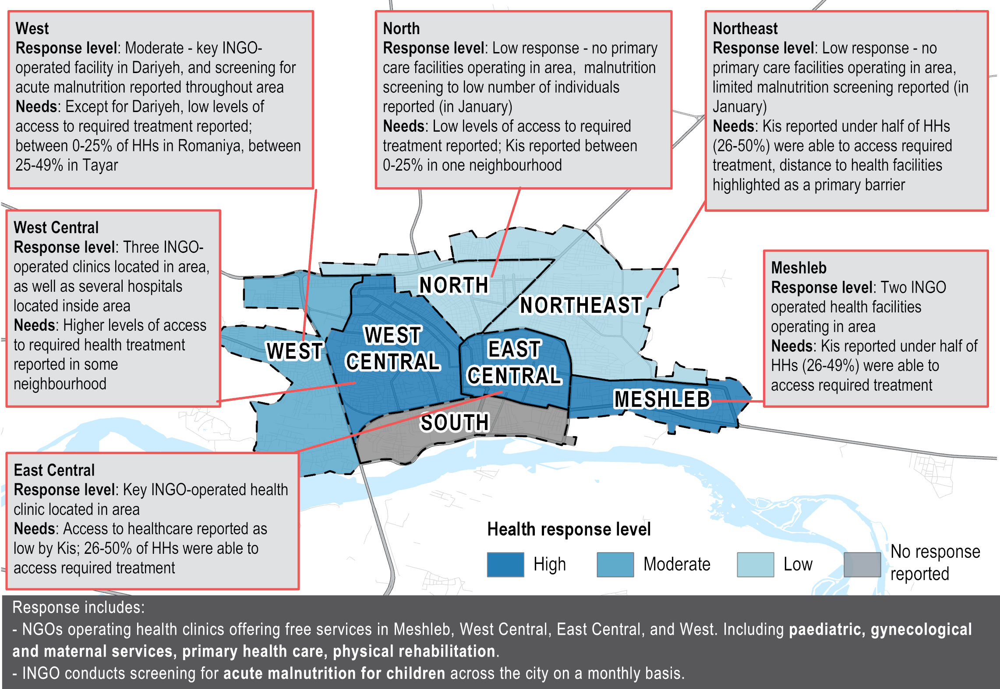 West
Response level: Moderate - key INGO-
operated facility in Dariyeh, and screening for
acute malnutrition reported throughout area
Needs: Except for Dariyeh, low levels of
access to required treatment reported;
between 0-25% of HHs in Romaniya, between
25-49% in Tayar
North
Response level: Low response - no primary
care facilities operating in area, malnutrition
screening to low number of individuals
reported (in January)
Needs: Low levels of access to required
treatment reported; Kis reported between
0-25% in one neighbourhood
Northeast
Response level: Low response - no
primary care facilities operating in area,
limited malnutrition screening reported (in
January)
Needs: Kis reported under half of HHs
(26-50%) were able to access required
treatment, distance to health facilities
highlighted as a primary barrier
West Central
Response level: Three INGO-
operated clinics located in area,
as well as several hospitals
located inside area
Needs: Higher levels of access
to required health treatment
reported in some
neighbourhood
Meshleb
Response level: Two INGO
operated health facilities
operating in area
Needs: Kis reported under half of
HHs (26-49%) were able to
access required treatment
NORTH
NORTHEAST
WEST
WEST
CENTRAL
EAST
CENTRAL
MESHLEB
SOUTH
East Central
Response level: Key INGO-operated health
clinic located in area
Needs: Access to healthcare reported as
low by Kis; 26-50% of HHs were able to
access required treatment
Health response level
High
Moderate
Low
No response
reported
Response includes:
- NGOs operating health clinics offering free services in Meshleb, West Central, East Central, and West. Including paediatric, gynecological
and maternal services, primary health care, physical rehabilitation.
- INGO conducts screening for acute malnutrition for children across the city on a monthly basis.